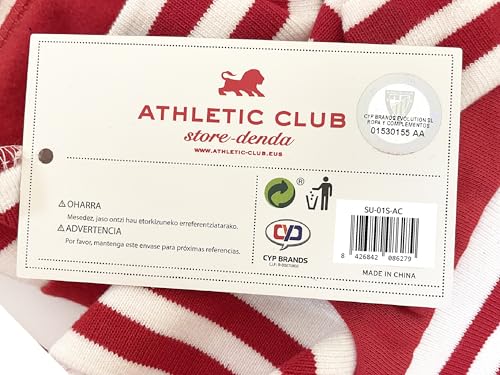 ATHLETIC CLUB
store-denda
WWW.ATHLETIC-CLUB.EUS
CYP BRANDS EVOLUTION SL
ROPA Y COMPLEMENTOS
01530155 AA
⚠OHARRA
Mesedez, jaso ontzi hau etorkizuneko erreferentziatarako.
⚠ADVERTENCIA
Por favor, mantenga este envase para próximas referencias.
CYP
CYP BRANDS
SU-01S-AC
8 426842 086279
MADE IN CHINA